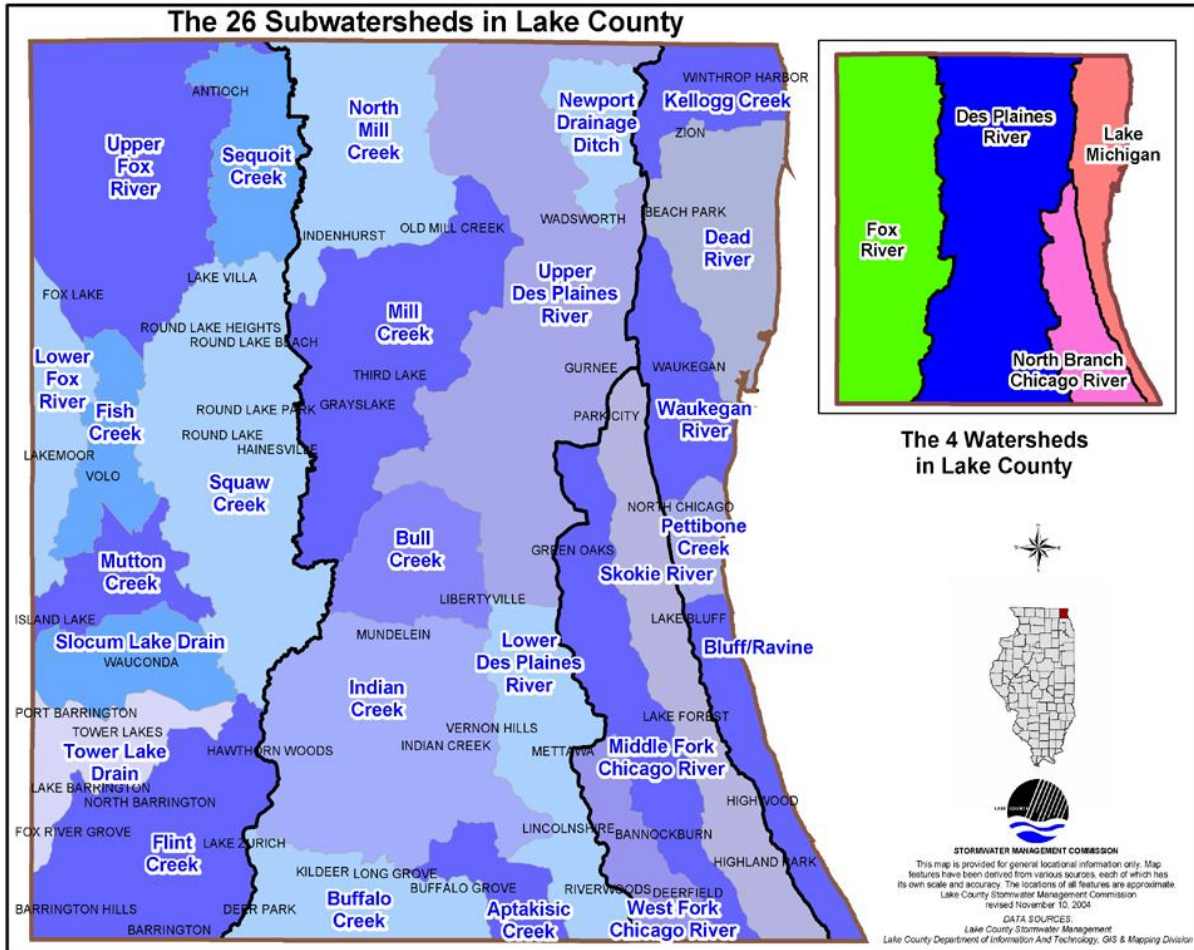 The 26 Subwatersheds in Lake County
WINTHROP HARBOR
Kellogg Creek
ANTIOCH
North
Mill
Creek
Newport
Drainage
Ditch
Upper
Fox
River
Sequoit
Creek
ZION
BEACH PARK
WADSWORTH
OLD MILL CREEK
INDENHURST
Dead
River
LAKE VILLA
FOX LAKE
Upper
Des Plaines
River
Mill
Creek
ROUND LAKE HEIGHTS
ROUND LAKE BEACH
Lower
Fox
River
THIRD LAKE
GURNEE
WAUKEGAN
Fish
Creek
ROUND LAKE PARK
GRAYSLAKE
PARK CITY
Waukegan
River
ROUND LAKE
HAINESVILLE
LAKEMOOR
VOLO
Squaw
Creek
NORTH CHICAGO
Pettibone
Creek
Bull
Creek
GREEN OAKS
Skokie River
Mutton
Creek
LIBERTYVILLE
ISLAND LAKE
LAKE BLUFF
Slocum Lake Drain
WAUCONDA
MUNDELEIN
Lower
Des Plaines
River
Bluff/Ravine
Indian
Creek
PORT BARRINGTON
TOWER LAKES
Tower Lake
Drain
VERNON HILLS
INDIAN CREEK
LAKE FOREST
HAWTHORN WOODS
METTAWA
Middle Fork
Chicago River
LAKE BARRINGTON
NORTH BARRINGTON
HIGHWOOD
FOX RIVER GROVE
Flint
Creek
LAKE ZURICH
LINCOLNSHIRE
BANNOCKBURN
HIGHLAND PARK
KILDEER
LONG GROVE
BUFFALO GROVE
RIVERWOODS
DEERFIELD
Buffalo
Creek
Aptakisic
Creek
West Fork
Chicago River
BARRINGTON HILLS
DEER PARK
BARRINGTON
Des Plaines
River
Lake
Michigan
Fox
River
North Branch
Chicago River
The 4 Watersheds
in Lake County
LAKE COUNTY
STORMWATER MANAGEMENT COMMISSION
This map is provided for general locational information only. Map
features have been derived from various sources, each of which has
its own scale and accuracy. The locations of all features are approximate.
Lake County Stormwater Management Commission
revised November 10, 2004
DATA SOURCES:
Lake County Stormwater Management
Lake County Department of Information And Technology, GIS & Mapping Division